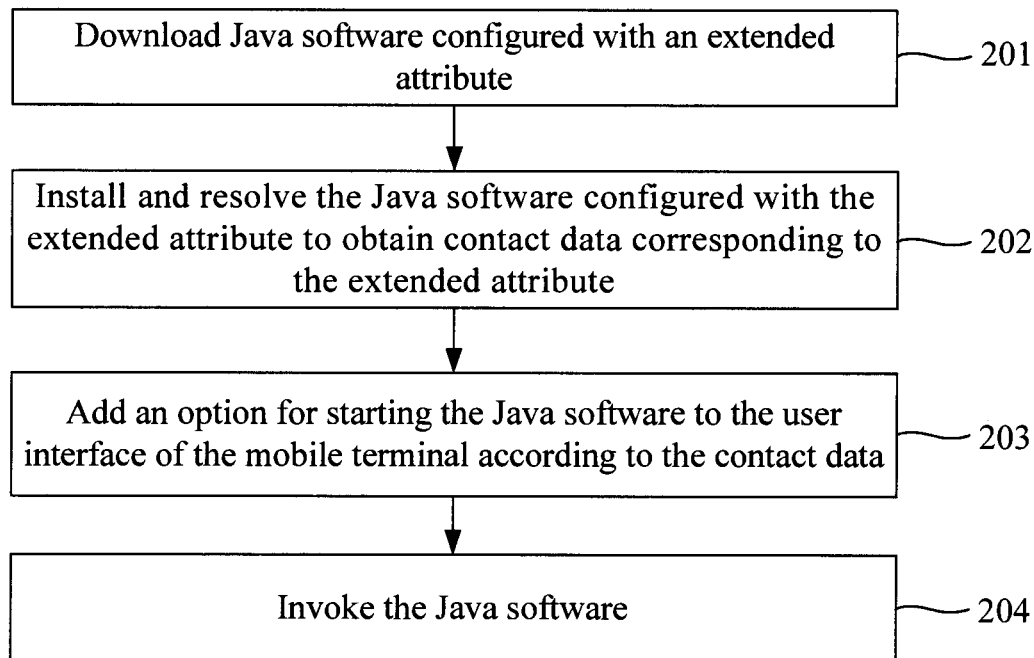 Download Java software configured with an extended
attribute
201
Install and resolve the Java software configured with the
extended attribute to obtain contact data corresponding to
the extended attribute
202
Add an option for starting the Java software to the user
interface of the mobile terminal according to the contact data
203
Invoke the Java software
204